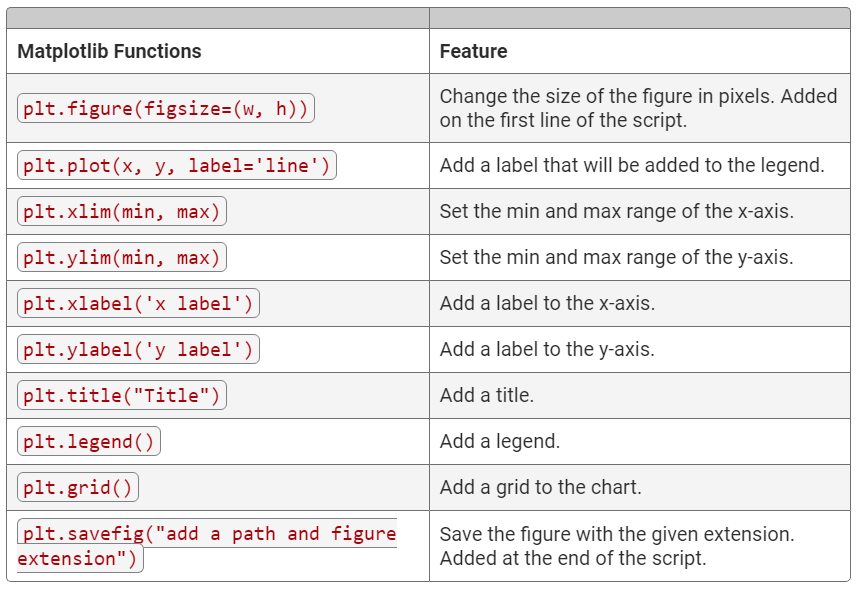 Matplotlib Functions
Feature
plt.figure(figsize=(w, h))
Change the size of the figure in pixels. Added
on the first line of the script.
plt.plot(x, y, label='line')
Add a label that will be added to the legend.
plt.xlim(min, max)
Set the min and max range of the x-axis.
plt.ylim(min, max)
Set the min and max range of the y-axis.
plt.xlabel('x label')
Add a label to the x-axis.
plt.ylabel('y label')
Add a label to the y-axis.
plt.title("Title")
Add a title.
plt.legend()
Add a legend.
plt.grid()
Add a grid to the chart.
plt.savefig("add a path and figure
extension")
Save the figure with the given extension.
Added at the end of the script.